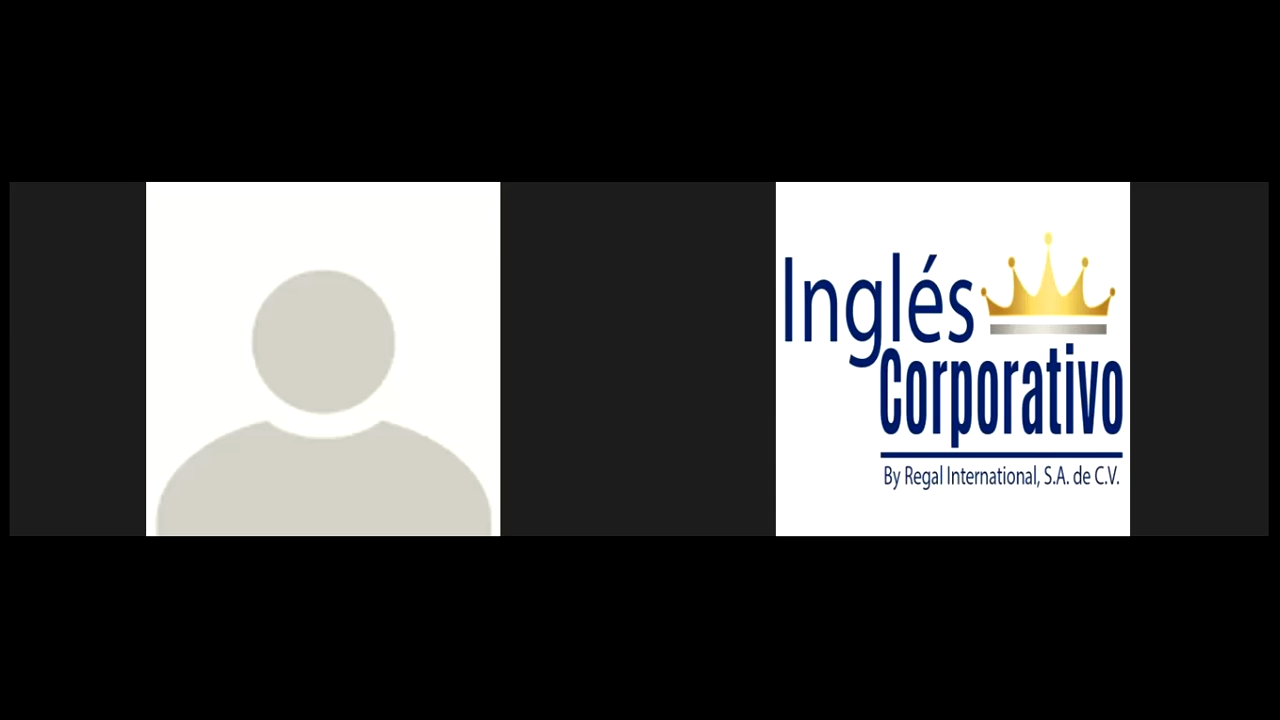 Inglés
Corporativo
By Regal International, S.A. de C.V.